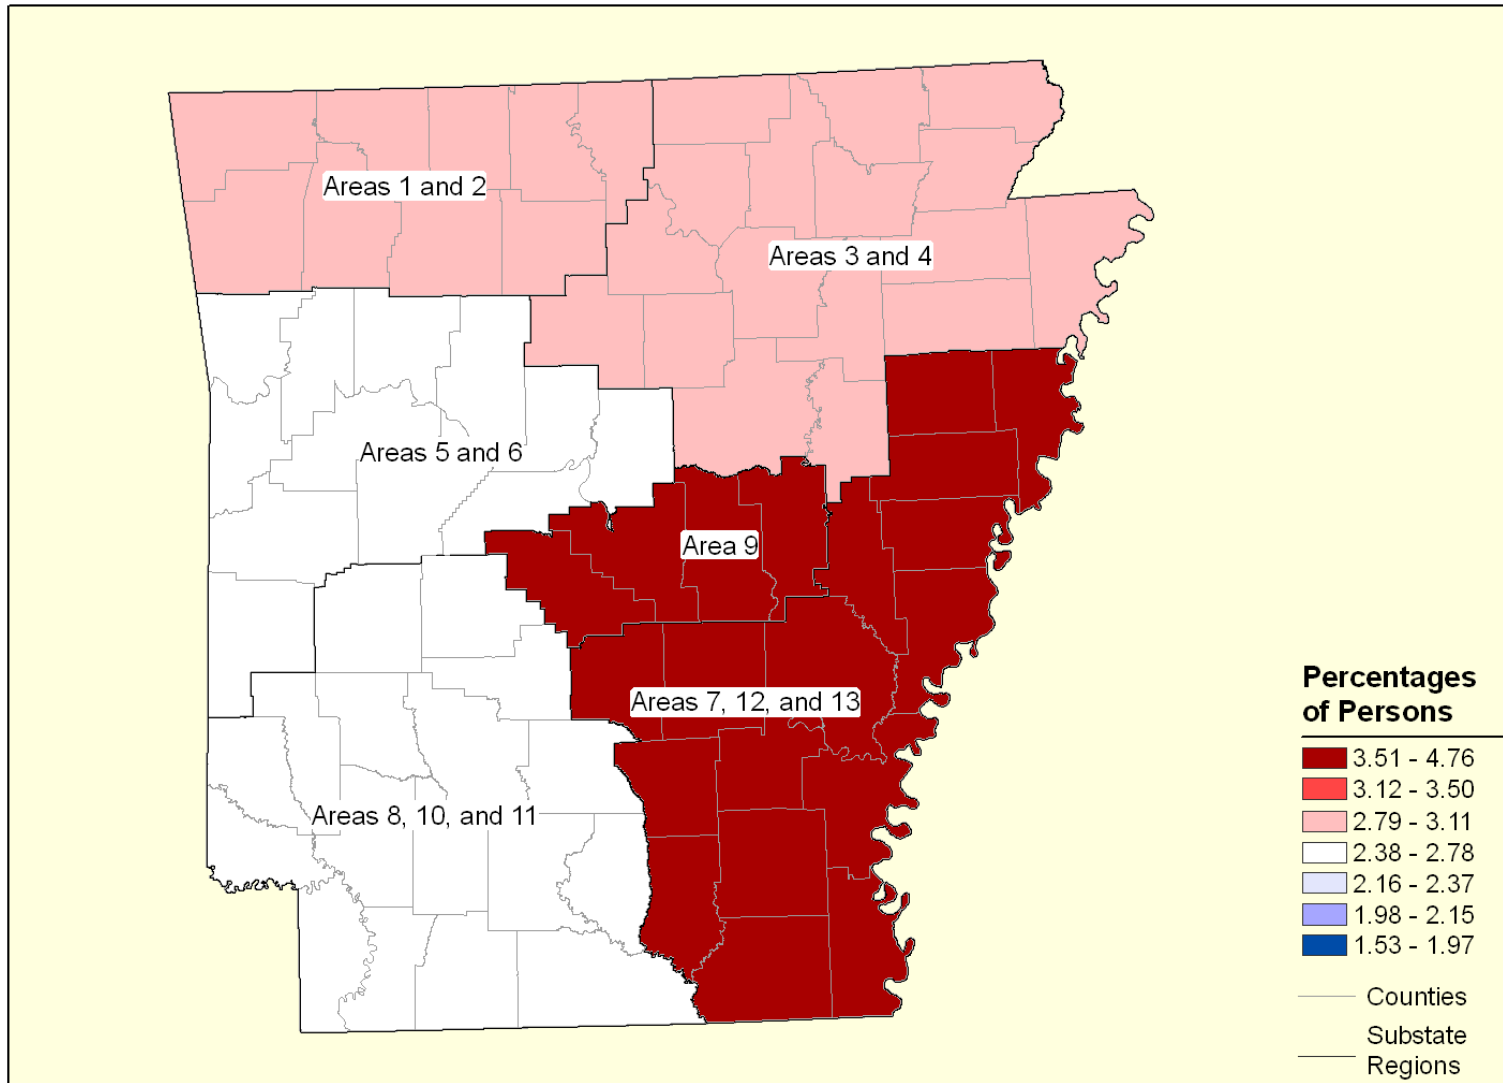 Areas 1 and 2
Areas 3 and 4
Areas 5 and 6
Area 9
Areas 7, 12, and 13
Areas 8, 10, and 11
Percentages
of Persons
3.51 - 4.76
3.12 - 3.50
2.79 - 3.11
2.38 - 2.78
2.16 - 2.37
1.98 - 2.15
1.53 - 1.97
Counties
Substate
Regions